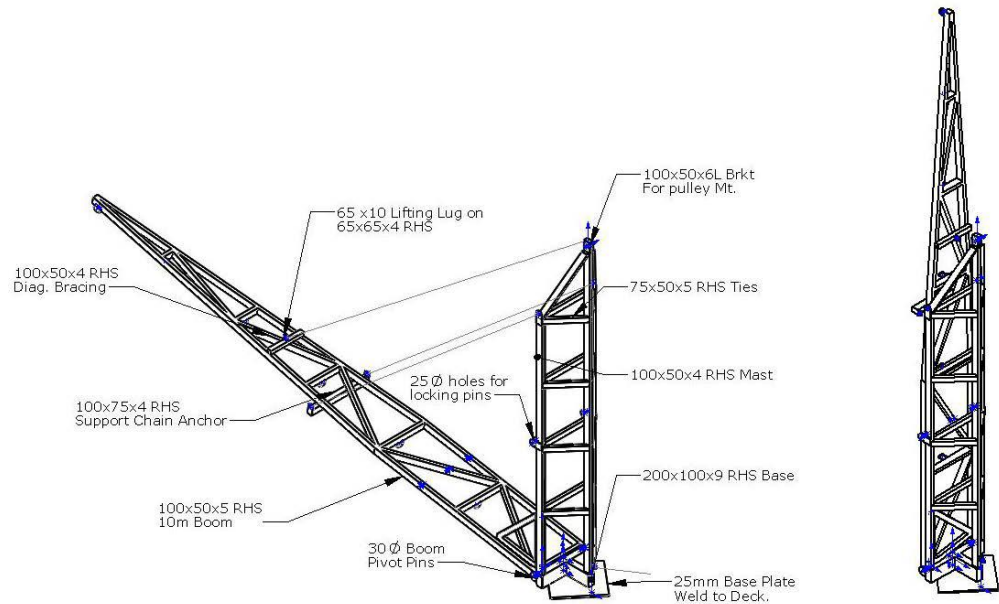 100x50x6L Brkt
For pulley Mt.
65 x10 Lifting Lug on
65x65x4 RHS
100x50x4 RHS
Diag. Bracing
75x50x5 RHS Ties
25 Ø holes for
locking pins
100x50x4 RHS Mast
100x75x4 RHS
Support Chain Anchor
200x100x9 RHS Base
100x50x5 RHS
10m Boom
30 Ø Boom
Pivot Pins
25mm Base Plate
Weld to Deck.